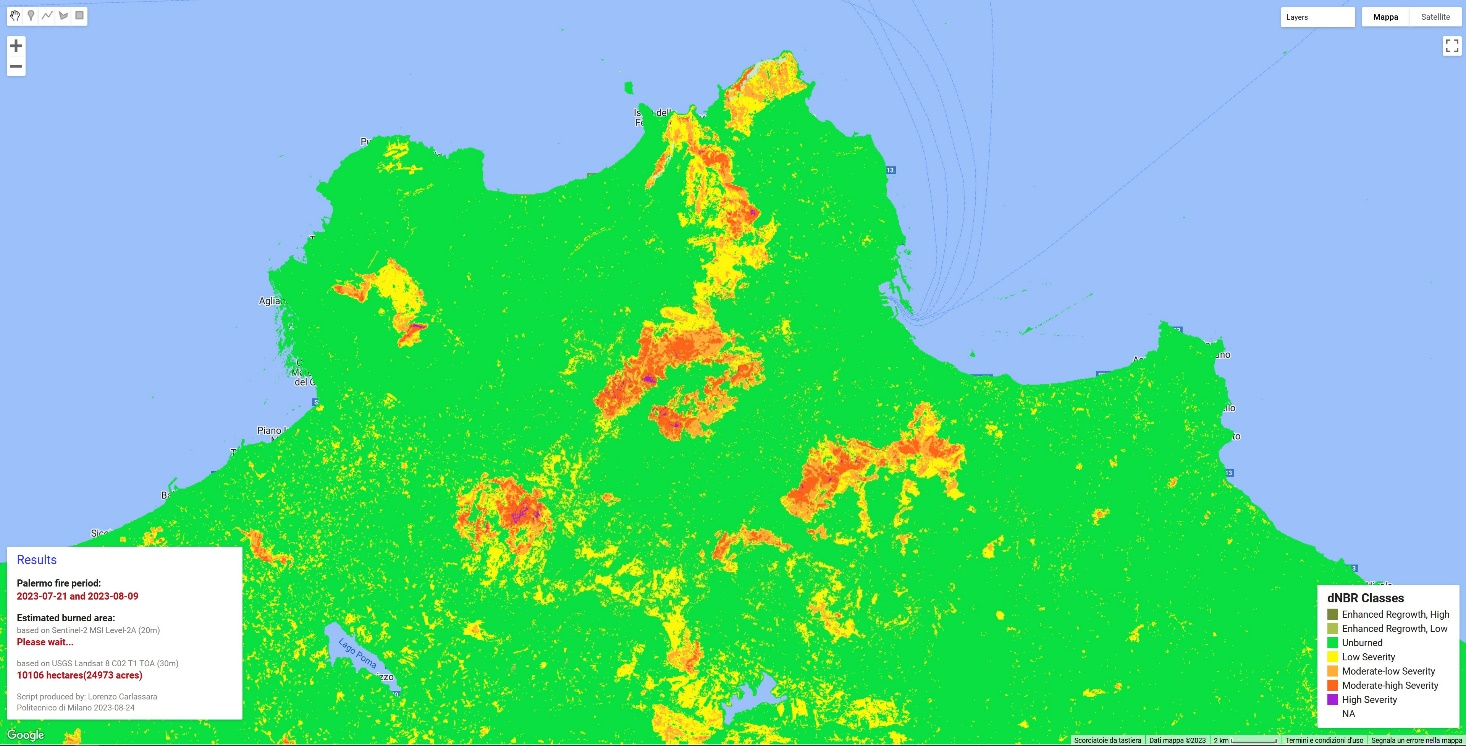 Layers
Mappa
Satellite
13
Aglia
del C
Piano
Lago Poma
Results
Palermo fire period:
2023-07-21 and 2023-08-09
Estimated burned area:
based on Sentinel-2 MSI Level-2A (20m)
Please wait...
based on USGS Landsat 8 C02 T1 TOA (30m)
10106 hectares(24973 acres)
Script produced by: Lorenzo Carlassara
Politecnico di Milano 2023-08-24
dNBR Classes
Enhanced Regrowth, High
Enhanced Regrowth, Low
Unburned
Low Severity
Moderate-low Severity
Moderate-high Severity
High Severity
NA
Google
Scorciatoie da tastiera
Dati mappa ©2023
2 km
Termini e condizioni d'uso
Segnala un errore nella mappa